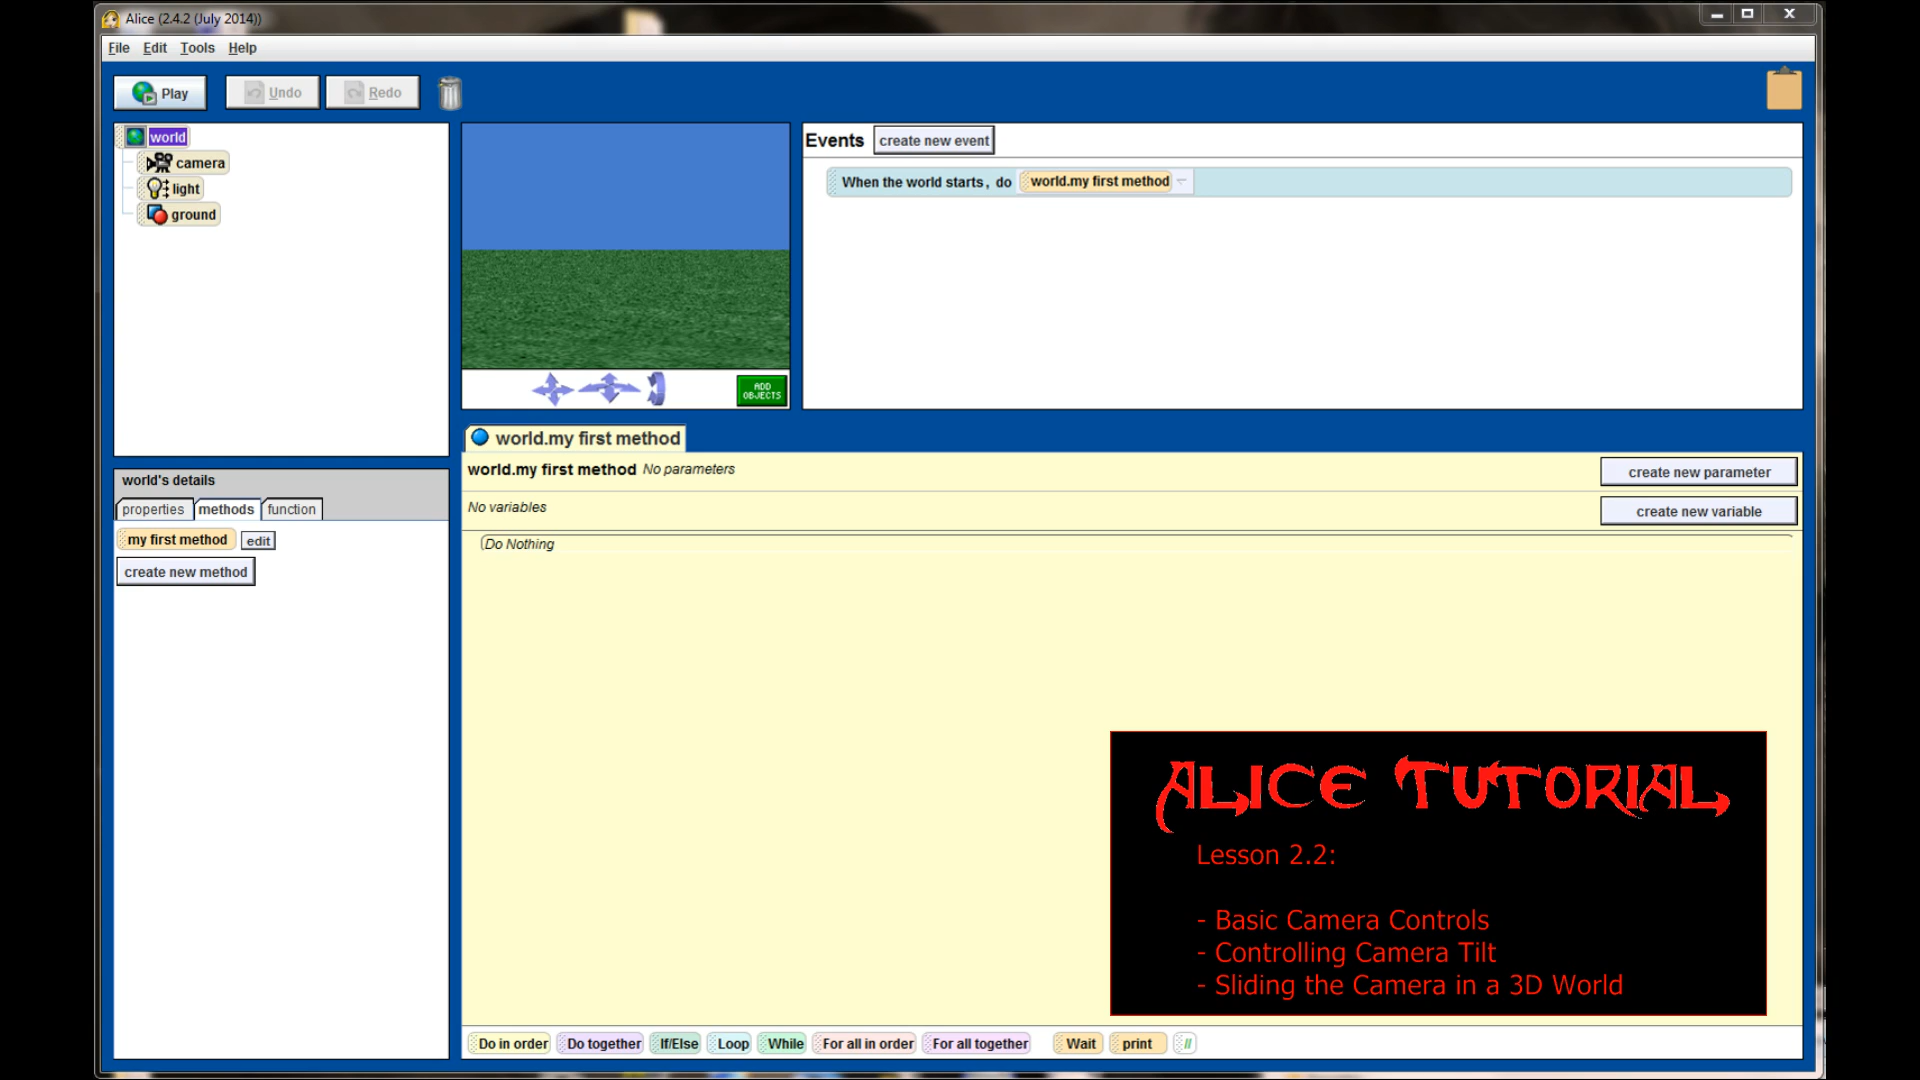 Alice (2.4.2 (July 2014))
File Edit Tools Help
Play Undo Redo
world
camera
light
ground
ADD
OBJECTS
Events create new event
When the world starts, do world.my first method
world's details
properties methods function
my first method edit
create new method
world.my first method
world.my first method No parameters
create new parameter
No variables
create new variable
Do Nothing
ALICE TUTORIAL
Lesson 2.2:
- Basic Camera Controls
- Controlling Camera Tilt
- Sliding the Camera in a 3D World
Do in order Do together If/Else Loop While For all in order For all together Wait print //